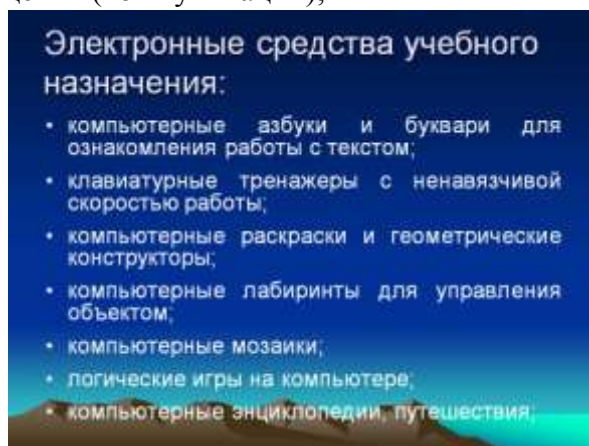 Электронные средства учебного
назначения:
• компьютерные азбуки и буквари для
ознакомления работы с текстом;
• клавиатурные тренажеры с ненавязчивой
скоростью работы;
• компьютерные раскраски и геометрические
конструкторы;
• компьютерные лабиринты для управления
объектом;
• компьютерные мозаики;
• логические игры на компьютере;
• компьютерные энциклопедии, путешествия;